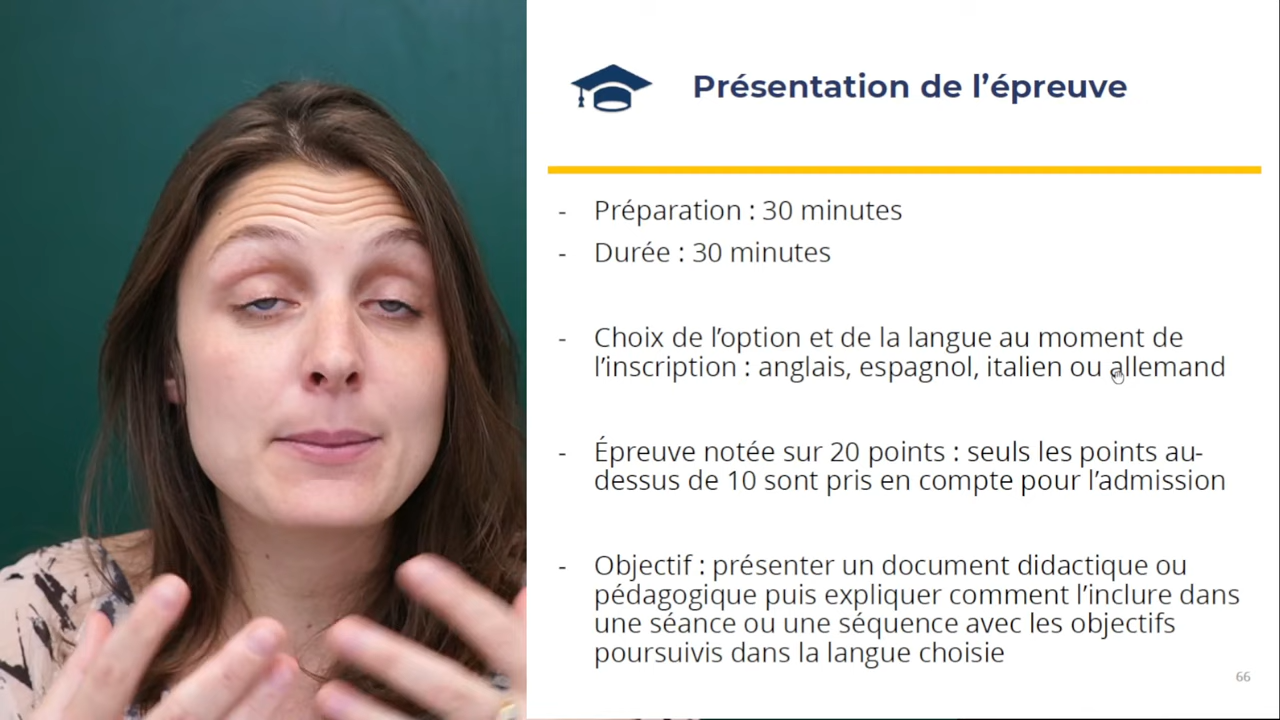 Présentation de l’épreuve
- Préparation : 30 minutes
- Durée : 30 minutes
- Choix de l’option et de la langue au moment de
l’inscription : anglais, espagnol, italien ou allemand
- Épreuve notée sur 20 points : seuls les points au-
dessus de 10 sont pris en compte pour l’admission
- Objectif : présenter un document didactique ou
pédagogique puis expliquer comment l’inclure dans
une séance ou une séquence avec les objectifs
poursuivis dans la langue choisie
66